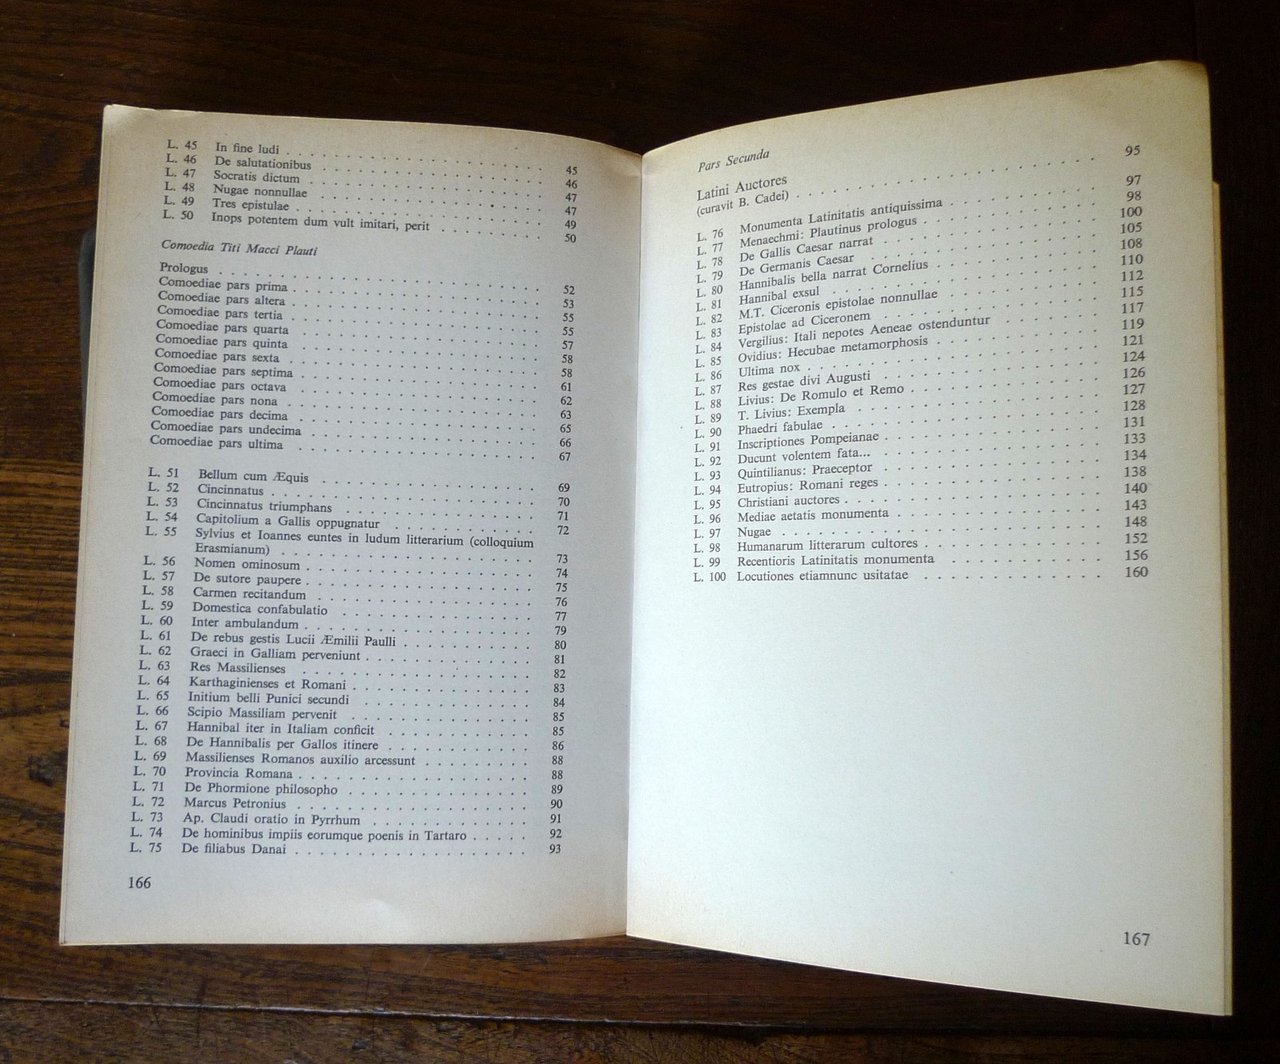 L. 45 In fine ludi . . . . . . . . . . 45
L. 46 De salutationibus . . . . . . . . . . 46
L. 47 Socratis dictum . . . . . . . . . . 47
L. 48 Nugae nonnullae . . . . . . . . . . 47
L. 49 Tres epistulae . . . . . . . . . . 49
L. 50 Inops potentem dum vult imitari, perit . . . . . . . . 50
Comoedia Titi Macci Plauti
Prologus . . . . . . . . . . 52
Comoediae pars prima . . . . . . . . . . 53
Comoediae pars altera . . . . . . . . . . 55
Comoediae pars tertia . . . . . . . . . . 55
Comoediae pars quarta . . . . . . . . . . 57
Comoediae pars quinta . . . . . . . . . . 58
Comoediae pars sexta . . . . . . . . . . 58
Comoediae pars septima . . . . . . . . . . 61
Comoediae pars octava . . . . . . . . . . 62
Comoediae pars nona . . . . . . . . . . 63
Comoediae pars decima . . . . . . . . . . 65
Comoediae pars undecima . . . . . . . . . . 66
Comoediae pars ultima . . . . . . . . . . 67
L. 51 Bellum cum Æquis . . . . . . . . . . 69
L. 52 Cincinnatus . . . . . . . . . . 70
L. 53 Cincinnatus triumphans . . . . . . . . . . 71
L. 54 Capitolium a Gallis oppugnatur . . . . . . . . . . 72
L. 55 Sylvius et Ioannes euntes in ludum litterarium (colloquium
Erasmianum) . . . . . . . . . . 73
L. 56 Nomen ominosum . . . . . . . . . . 74
L. 57 De sutore paupere . . . . . . . . . . 75
L. 58 Carmen recitandum . . . . . . . . . . 76
L. 59 Domestica confabulatio . . . . . . . . . . 77
L. 60 Inter ambulandum . . . . . . . . . . 79
L. 61 De rebus gestis Lucii Æmilii Paulli . . . . . . . . . . 80
L. 62 Graeci in Galliam perveniunt . . . . . . . . . . 81
L. 63 Res Massilienses . . . . . . . . . . 82
L. 64 Karthaginienses et Romani . . . . . . . . . . 83
L. 65 Initium belli Punici secundi . . . . . . . . . . 84
L. 66 Scipio Massiliam pervenit . . . . . . . . . . 85
L. 67 Hannibal iter in Italiam conficit . . . . . . . . . . 85
L. 68 De Hannibalis per Gallos itinere . . . . . . . . . . 86
L. 69 Massilienses Romanos auxilio arcessunt . . . . . . . . 88
L. 70 Provincia Romana . . . . . . . . . . 88
L. 71 De Phormione philosopho . . . . . . . . . . 89
L. 72 Marcus Petronius . . . . . . . . . . 90
L. 73 Ap. Claudi oratio in Pyrrhum . . . . . . . . . . 91
L. 74 De hominibus impiis eorumque poenis in Tartaro . . . . . 92
L. 75 De filiabus Danai . . . . . . . . . . 93
166
Pars Secunda
Latini Auctores
(curavit B. Cadei) . . . . . . . . . . 95
L. 76 Monumenta Latinitatis antiquissima . . . . . . . . . . 97
L. 77 Menaechmi: Plautinus prologus . . . . . . . . . . 98
L. 78 De Gallis Caesar narrat . . . . . . . . . . 100
L. 79 De Germanis Caesar . . . . . . . . . . 105
L. 80 Hannibalis bella narrat Cornelius . . . . . . . . . . 108
L. 81 Hannibal exsul . . . . . . . . . . 110
L. 82 M.T. Ciceronis epistolae nonnullae . . . . . . . . . . 112
L. 83 Epistolae ad Ciceronem . . . . . . . . . . 115
L. 84 Vergilius: Itali nepotes Aeneae ostenduntur . . . . . . . 117
L. 85 Ovidius: Hecubae metamorphosis . . . . . . . . . . 119
L. 86 Ultima nox . . . . . . . . . . 121
L. 87 Res gestae divi Augusti . . . . . . . . . . 124
L. 88 Livius: De Romulo et Remo . . . . . . . . . . 126
L. 89 T. Livius: Exempla . . . . . . . . . . 127
L. 90 Phaedri fabulae . . . . . . . . . . 128
L. 91 Inscriptiones Pompeianae . . . . . . . . . . 131
L. 92 Ducunt volentem fata... . . . . . . . . . . 133
L. 93 Quintilianus: Praeceptor . . . . . . . . . . 134
L. 94 Eutropius: Romani reges . . . . . . . . . . 138
L. 95 Christiani auctores . . . . . . . . . . 140
L. 96 Mediae aetatis monumenta . . . . . . . . . . 143
L. 97 Nugae . . . . . . . . . . 148
L. 98 Humanarum litterarum cultores . . . . . . . . . . 152
L. 99 Recentioris Latinitatis monumenta . . . . . . . . . . 156
L. 100 Locutiones etiamnunc usitatae . . . . . . . . . . 160
167